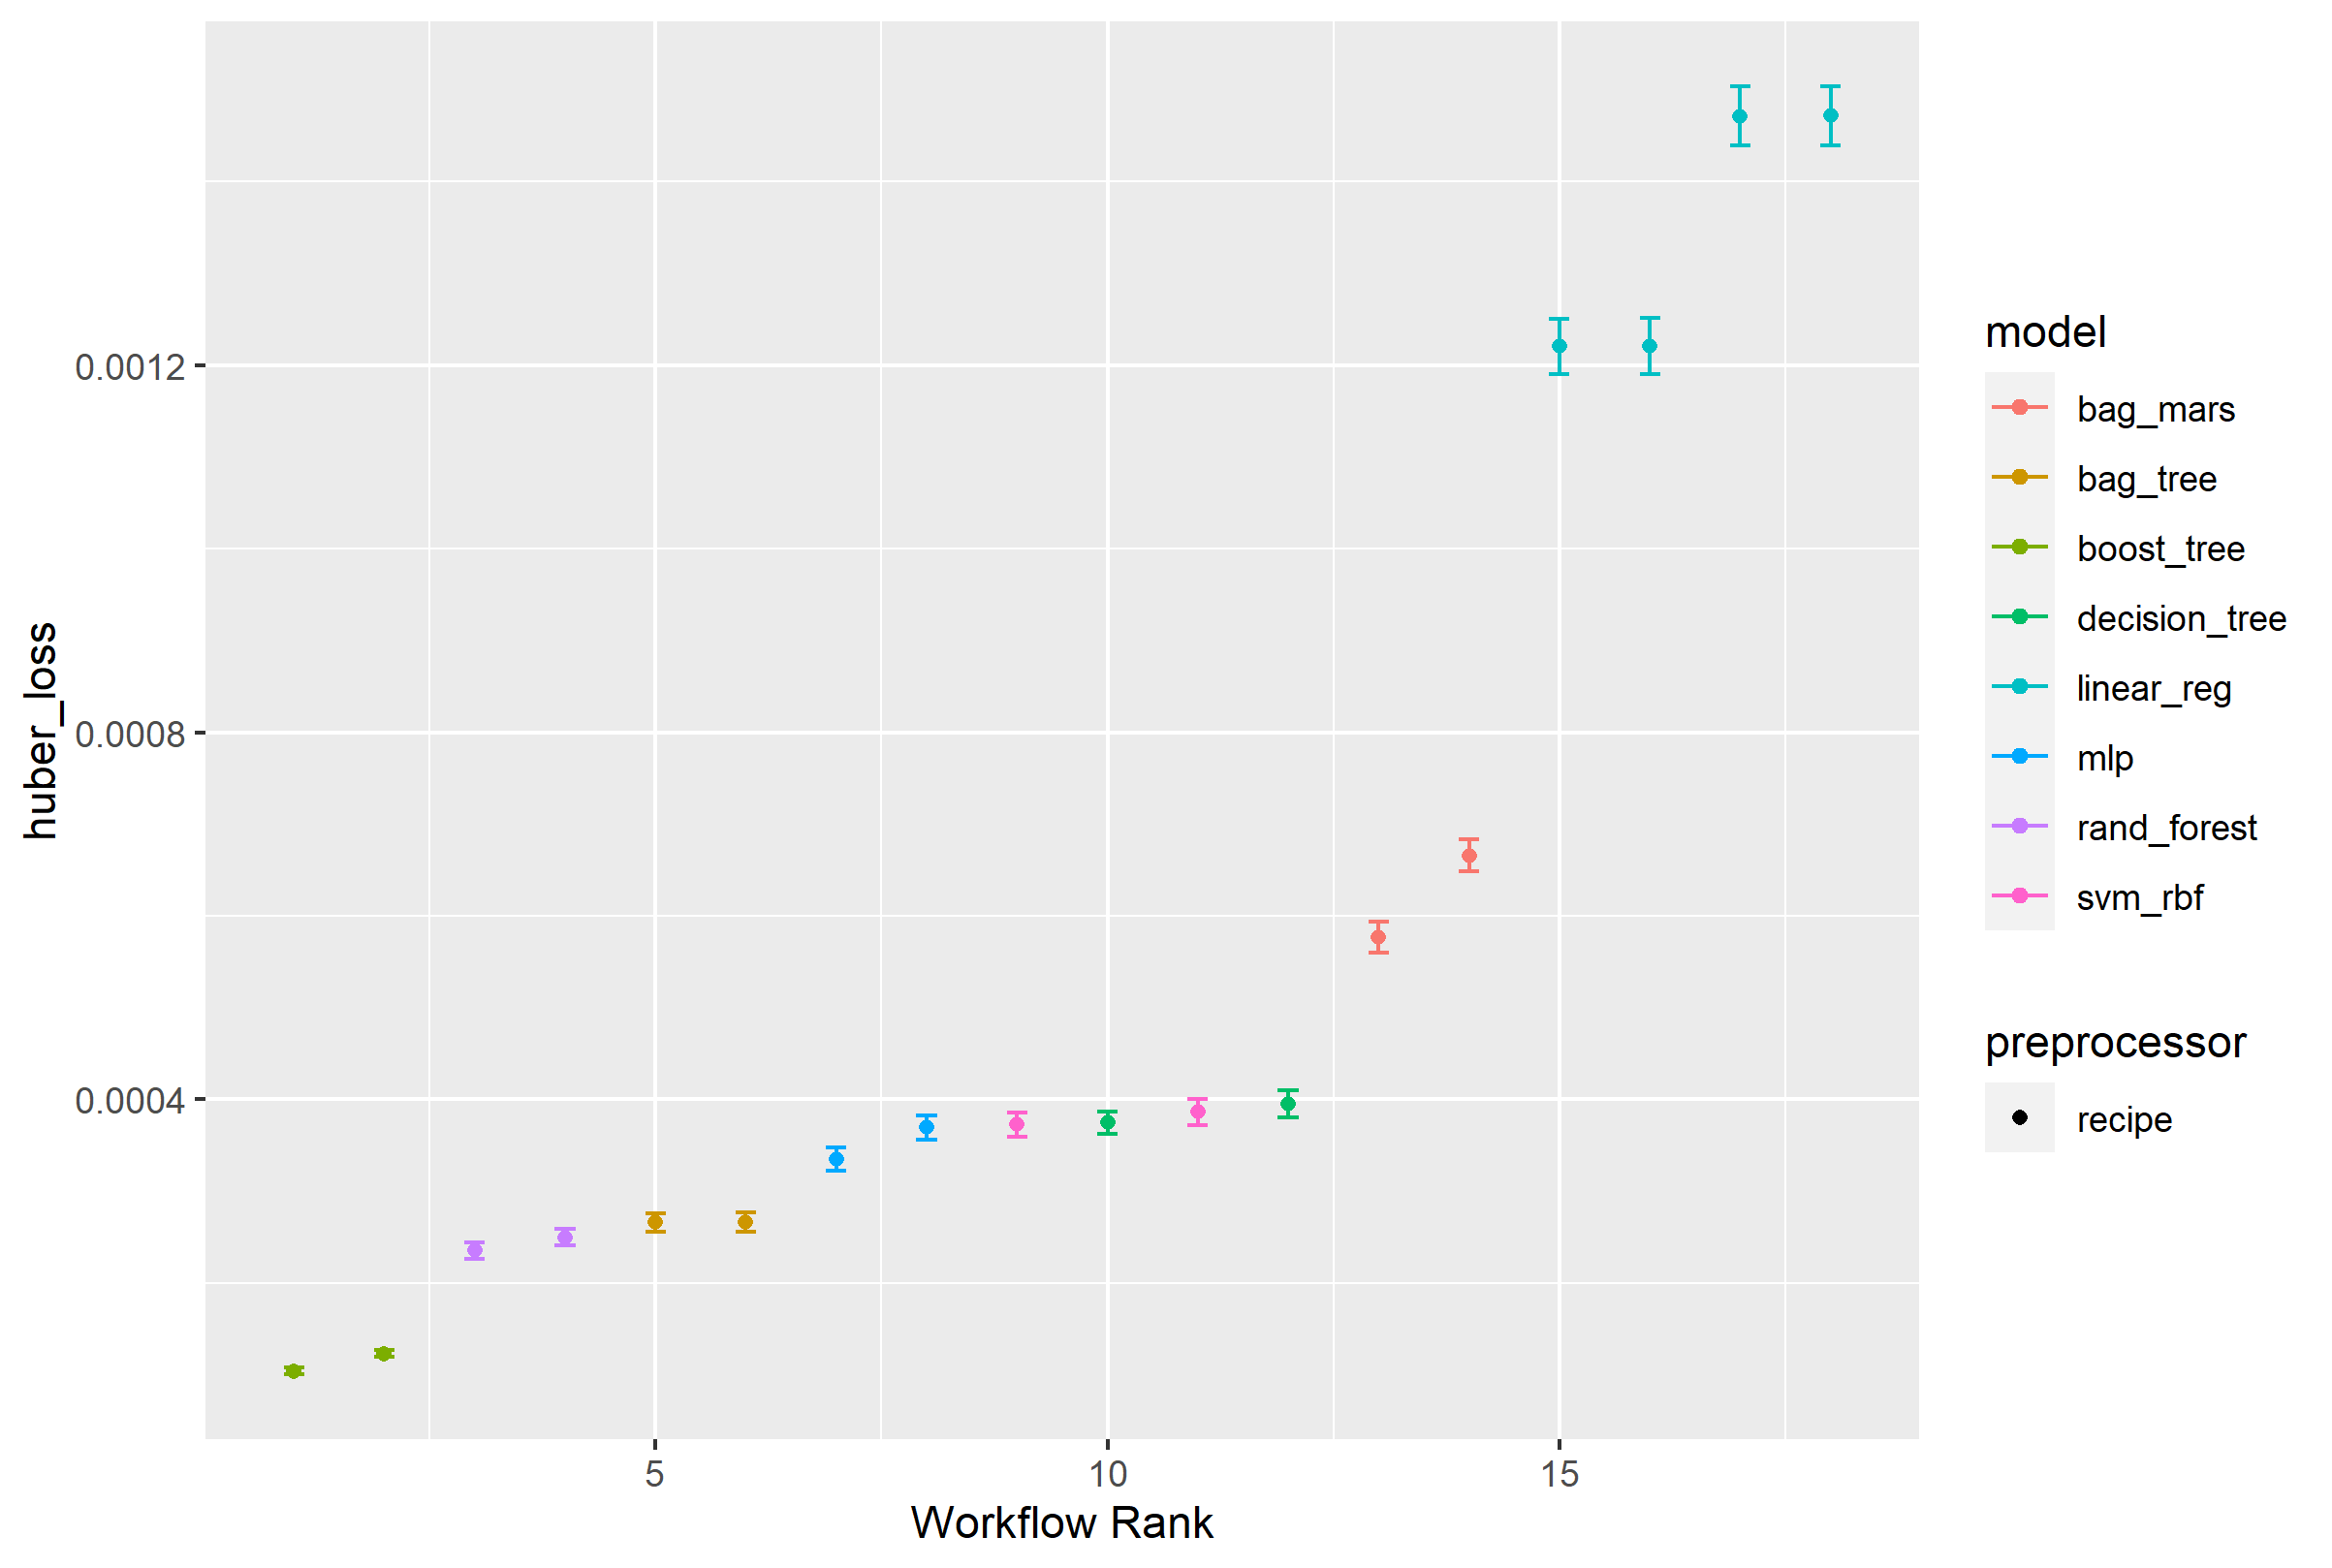 huber_loss
0.0012
0.0008
0.0004
5
10
15
Workflow Rank
model
bag_mars
bag_tree
boost_tree
decision_tree
linear_reg
mlp
rand_forest
svm_rbf
preprocessor
recipe